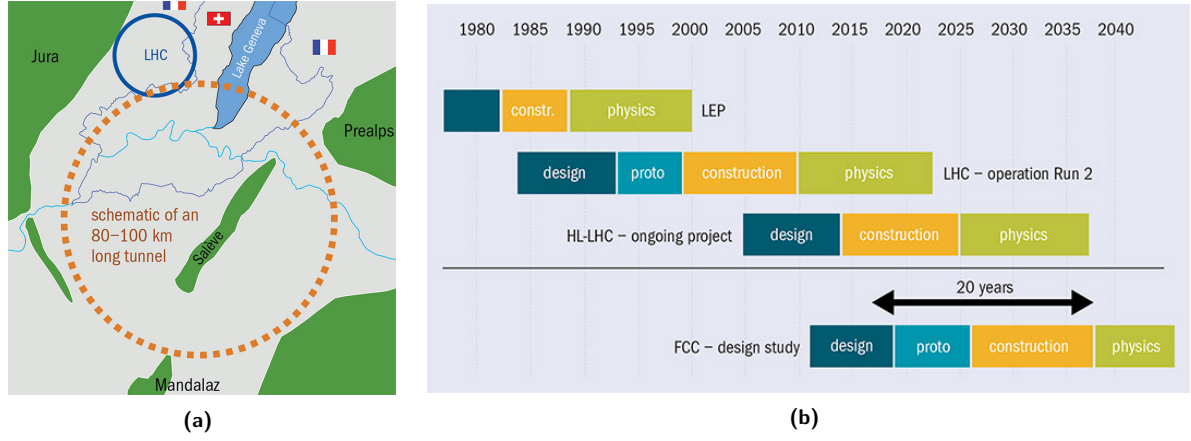 Jura
LHC
Lake Geneva
Prealps
schematic of an
80–100 km
long tunnel
Salève
Mandalaz
(a)
1980 1985 1990 1995 2000 2005 2010 2015 2020 2025 2030 2035 2040
constr. physics LEP
design proto construction physics LHC – operation Run 2
HL-LHC – ongoing project design construction physics
20 years
FCC – design study design proto construction physics
(b)